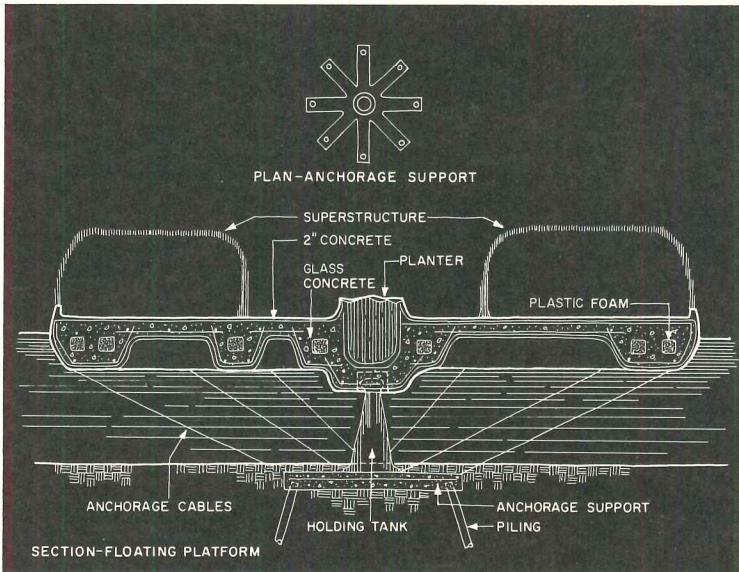 PLAN-ANCHORAGE SUPPORT
SUPERSTRUCTURE
2" CONCRETE
PLANTER
GLASS
CONCRETE
PLASTIC FOAM
ANCHORAGE CABLES
ANCHORAGE SUPPORT
HOLDING TANK
PILING
SECTION-FLOATING PLATFORM